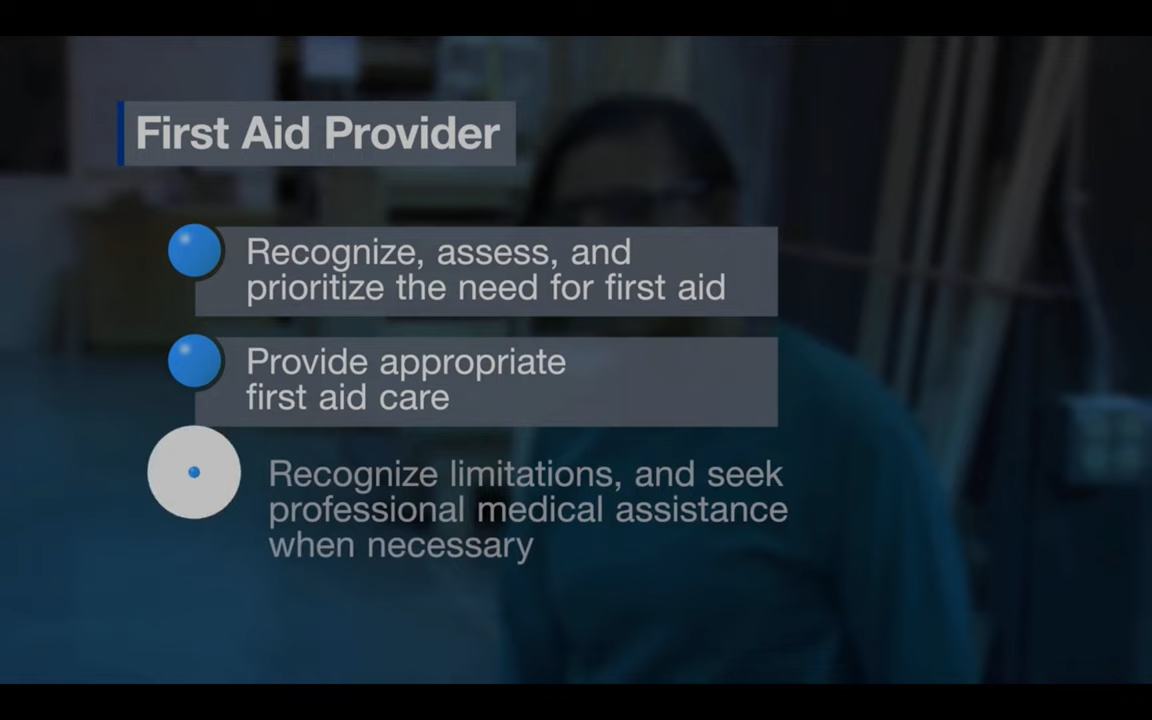 First Aid Provider
Recognize, assess, and
prioritize the need for first aid
Provide appropriate
first aid care
Recognize limitations, and seek
professional medical assistance
when necessary